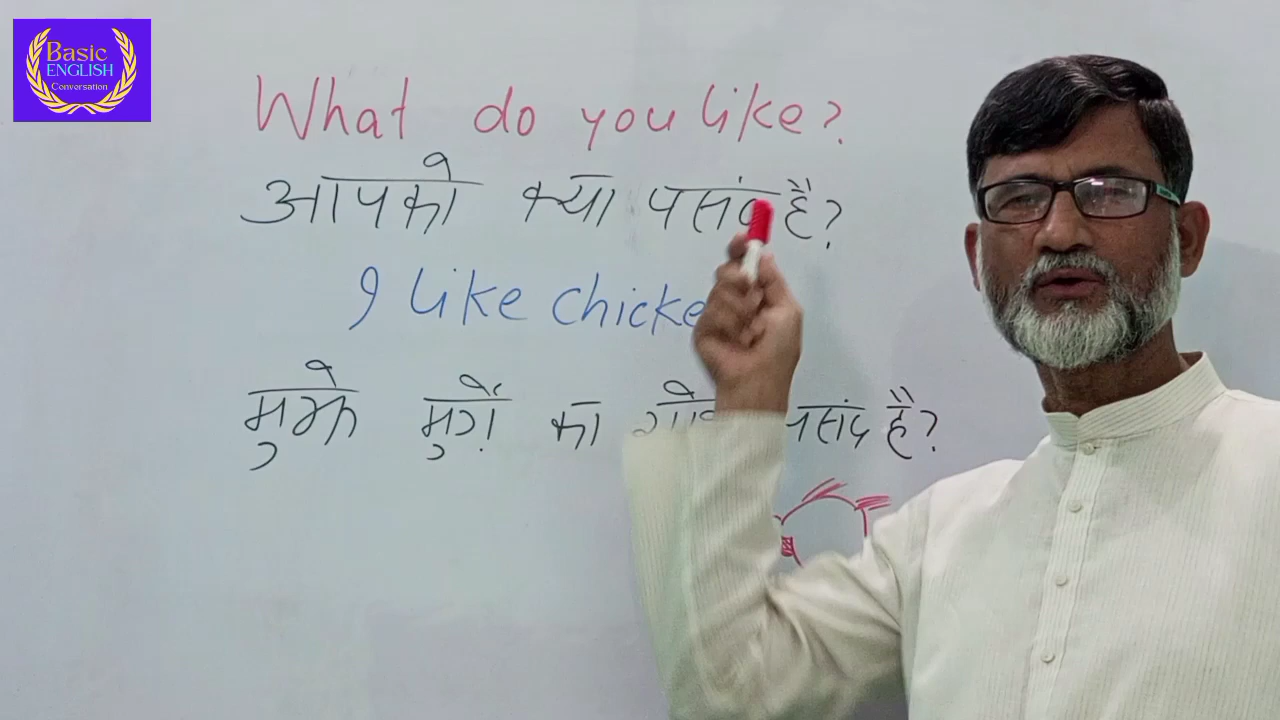 Basic
ENGLISH
Conversation
What do you like?
आपको क्या पसंद है?
I like chicke
मुझे मुर्गे का पसंद है?